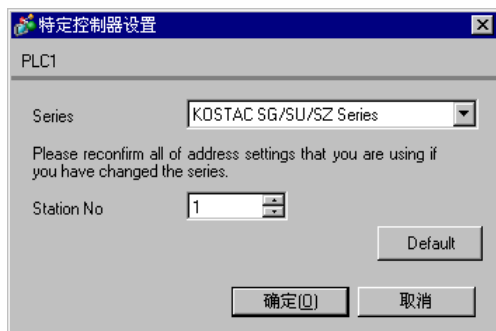 特定控制器设置
PLC1
Series
KOSTAC SG/SU/SZ Series
Please reconfirm all of address settings that you are using if
you have changed the series.
Station No
1
Default
确定(O)
取消